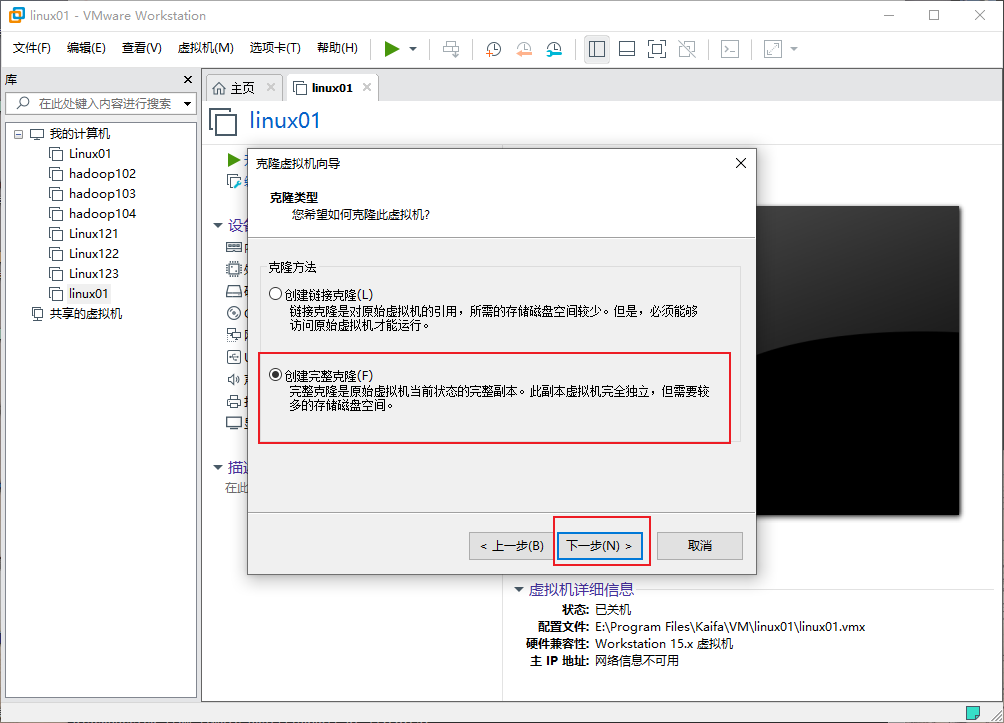 linux01 - VMware Workstation
文件(F) 编辑(E) 查看(V) 虚拟机(M) 选项卡(T) 帮助(H)
库
在此处键入内容进行搜索
我的计算机
Linux01
hadoop102
hadoop103
hadoop104
Linux121
Linux122
Linux123
linux01
共享的虚拟机
主页 linux01
linux01
克隆虚拟机向导
克隆类型
您希望如何克隆此虚拟机?
克隆方法
创建链接克隆(L)
链接克隆是对原始虚拟机的引用，所需的存储磁盘空间较少。但是，必须能够
访问原始虚拟机才能运行。
创建完整克隆(F)
完整克隆是原始虚拟机当前状态的完整副本。此副本虚拟机完全独立，但需要较
多的存储磁盘空间。
< 上一步(B) 下一步(N) > 取消
在此
虚拟机详细信息
状态: 已关机
配置文件: E:\Program Files\Kaifa\VM\linux01\linux01.vmx
硬件兼容性: Workstation 15.x 虚拟机
主 IP 地址: 网络信息不可用